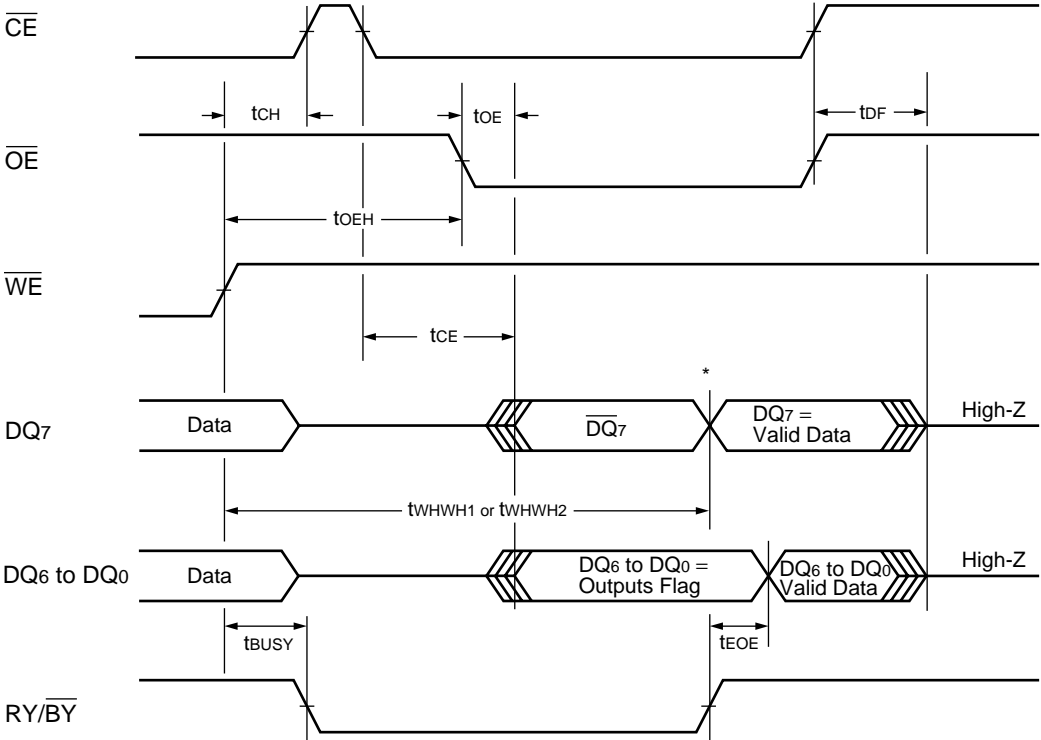 CE
tCH
tOE
tDF
OE
tOEH
WE
tCE
*
DQ7
Data
DQ7
DQ7 =
Valid Data
High-Z
tWHWH1 or tWHWH2
DQ6 to DQ0
Data
DQ6 to DQ0 =
Outputs Flag
DQ6 to DQ0
Valid Data
High-Z
tBUSY
tEOE
RY/BY